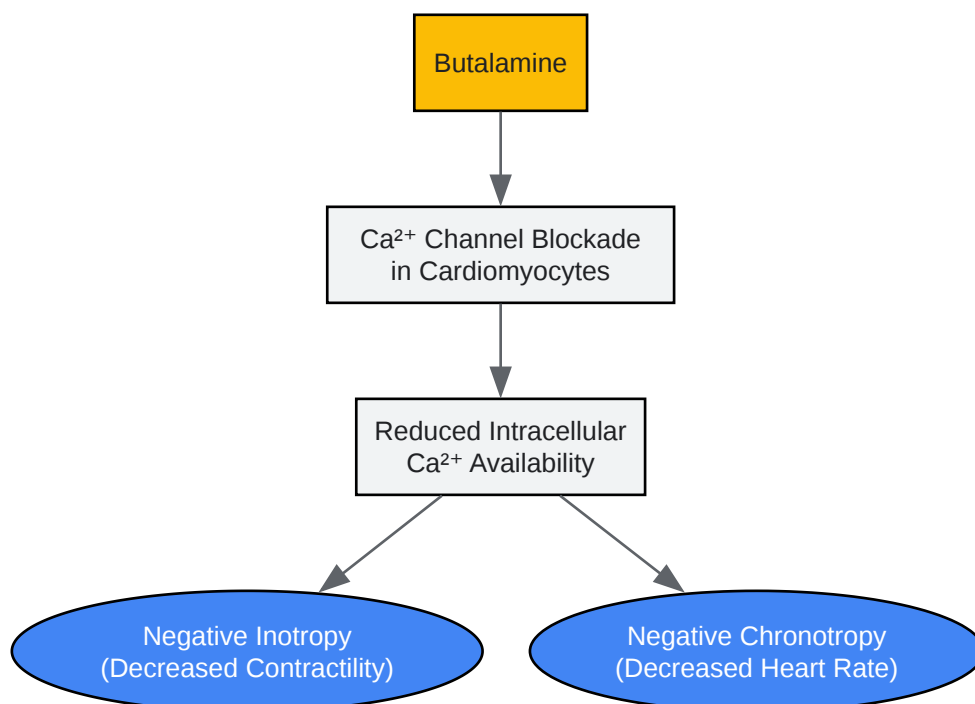 Butalamine
Ca²⁺ Channel Blockade
in Cardiomyocytes
Reduced Intracellular
Ca²⁺ Availability
Negative Inotropy
(Decreased Contractility)
Negative Chronotropy
(Decreased Heart Rate)